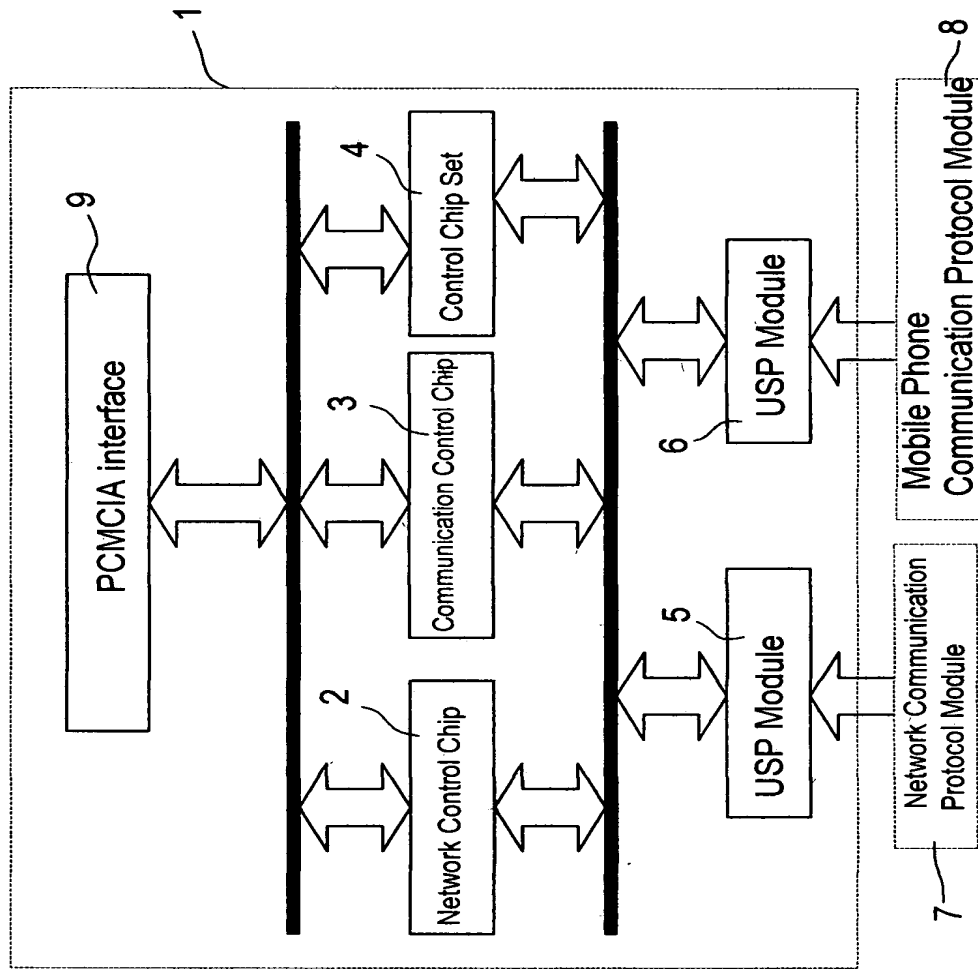 1
9
PCMCIA interface
4
Control Chip Set
3
Communication Control Chip
2
Network Control Chip
6
USP Module
5
USP Module
8
Mobile Phone
Communication Protocol Module
7
Network Communication
Protocol Module